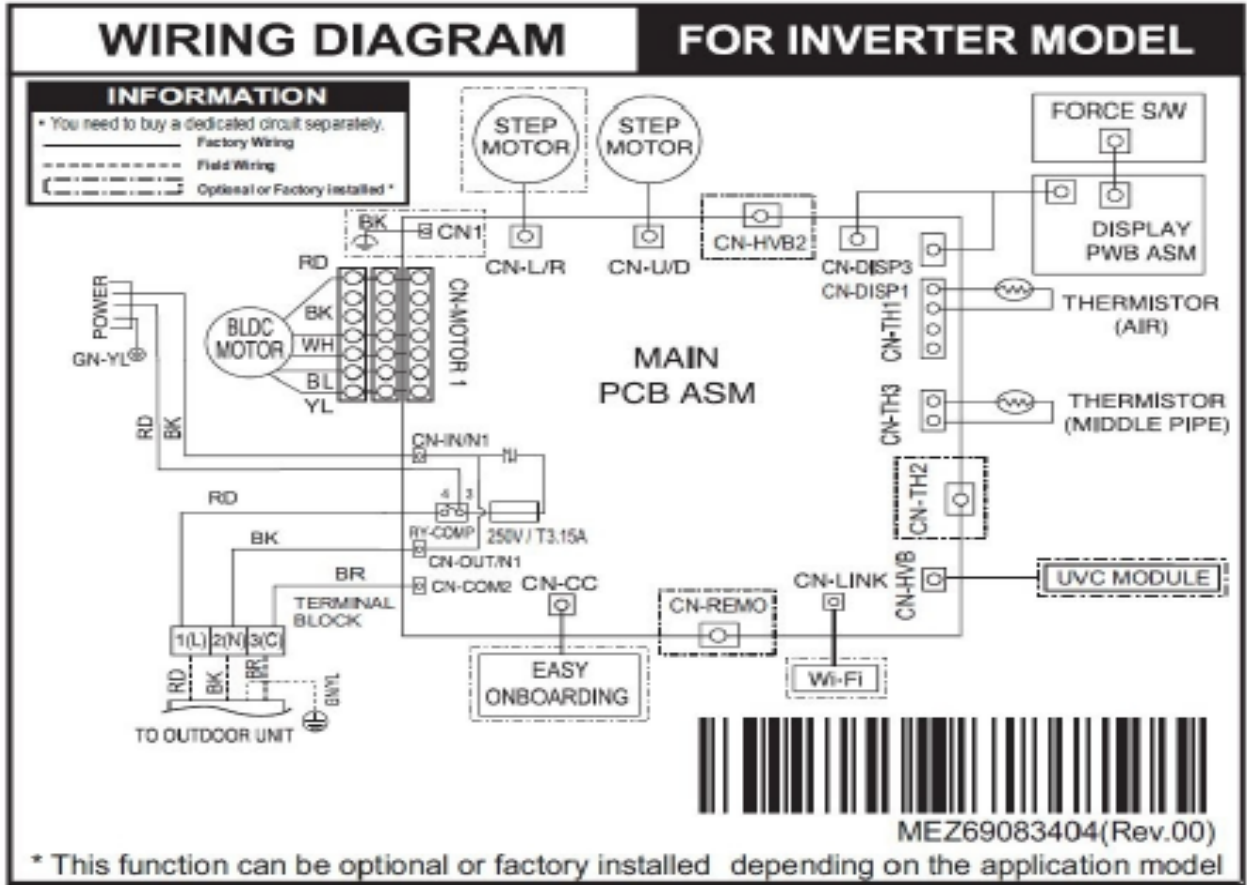 WIRING DIAGRAM
FOR INVERTER MODEL
INFORMATION
• You need to buy a dedicated circuit separately.
Factory Wiring
Field Wiring
Optional or Factory installed *
STEP
MOTOR
STEP
MOTOR
FORCE S/W
DISPLAY
PWB ASM
BK
CN1
CN-L/R
CN-U/D
CN-HVB2
CN-DISP3
CN-DISP1
CN-TH1
THERMISTOR
(AIR)
POWER
GN-YL
RD
BK
BLDC
MOTOR
RD
BK
WH
BL
YL
CN-MOTOR 1
MAIN
PCB ASM
CN-TH3
THERMISTOR
(MIDDLE PIPE)
CN-IN/N1
4 3
RY-COMP
250V / T3.15A
CN-TH2
RD
BK
CN-OUT/N1
BR
CN-COM2
CN-CC
CN-REMO
CN-LINK
CN-HVB
UVC MODULE
TERMINAL
BLOCK
1(L) 2(N) 3(C)
RD
BK
BR
GN/YL
TO OUTDOOR UNIT
EASY
ONBOARDING
Wi-Fi
MEZ69083404(Rev.00)
* This function can be optional or factory installed depending on the application model